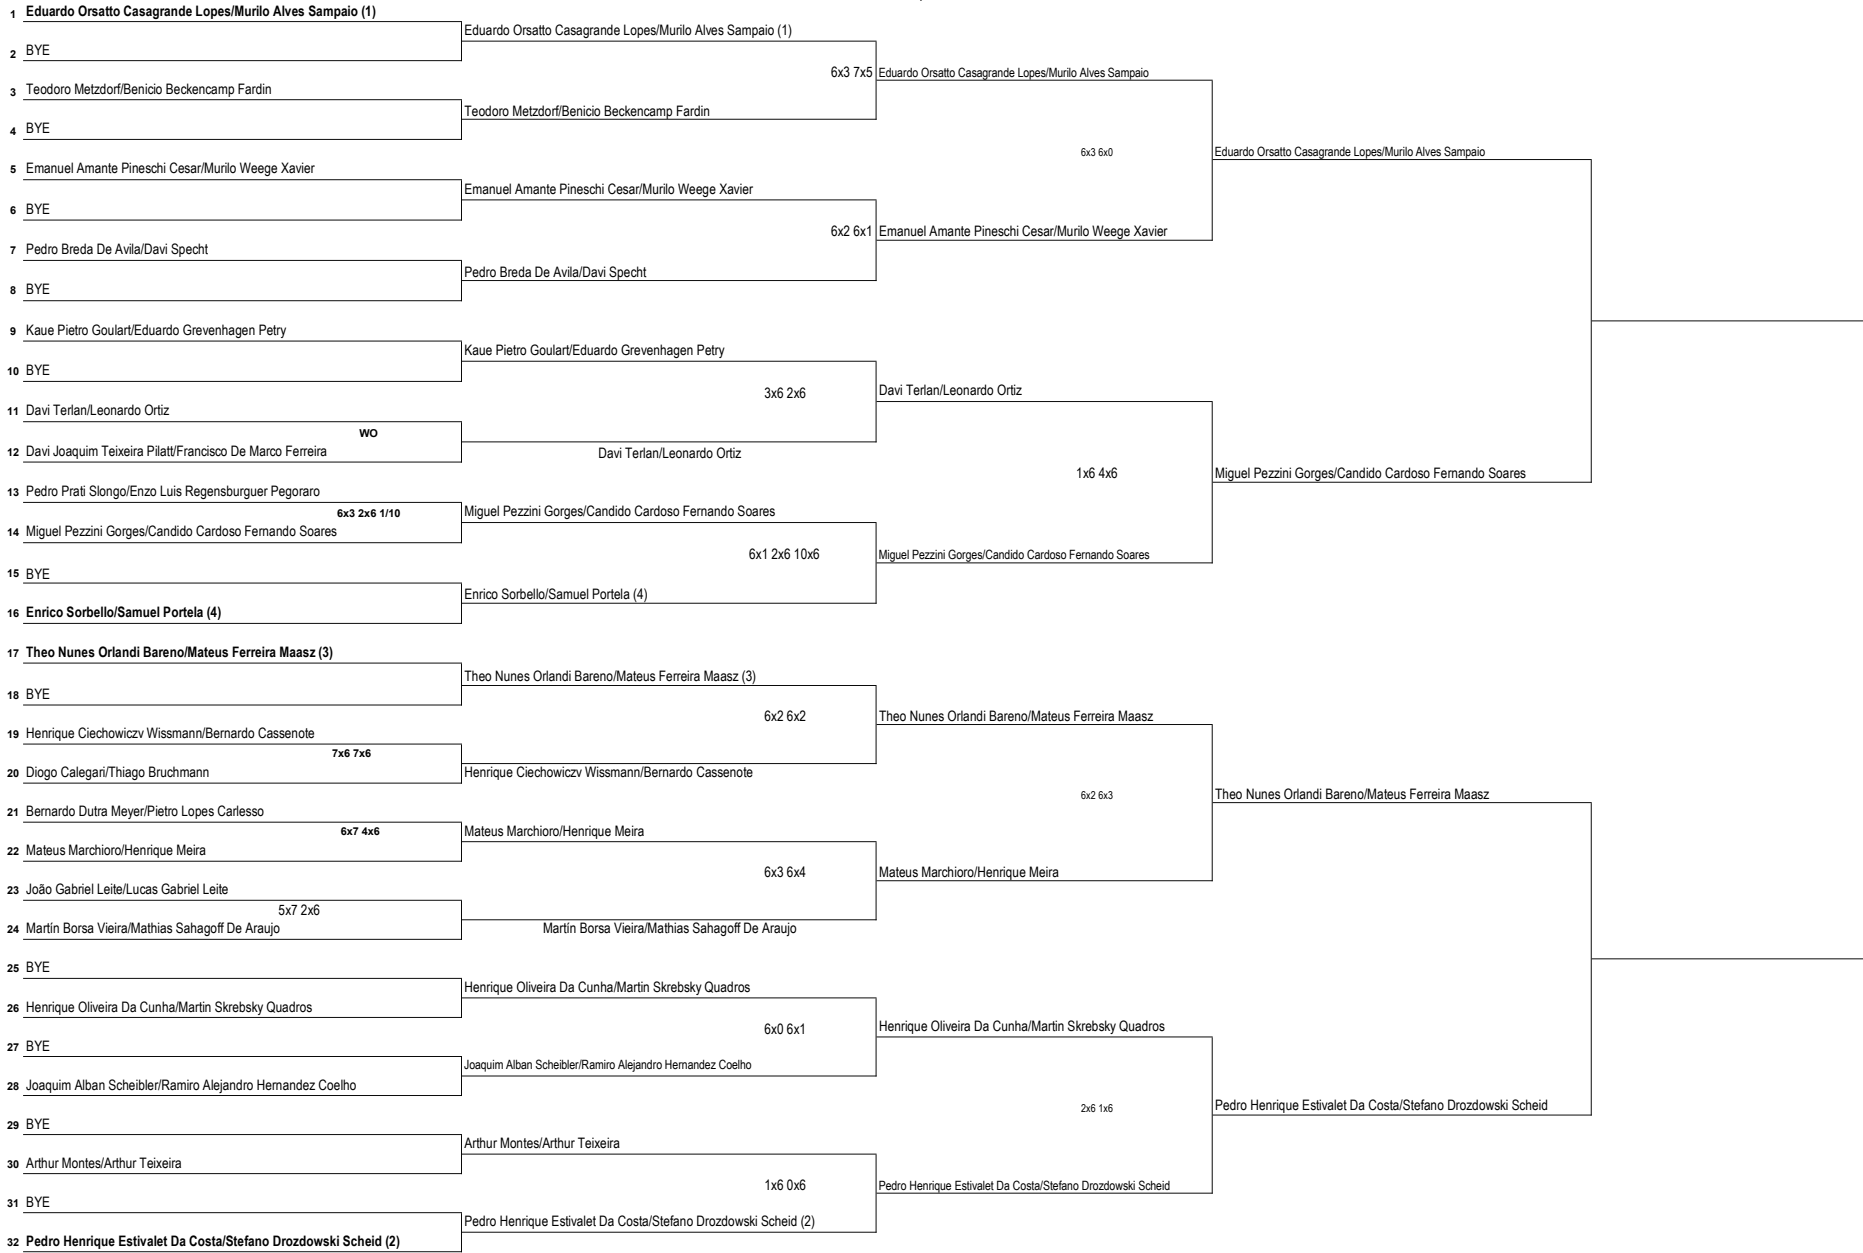 1 Eduardo Orsatto Casagrande Lopes/Murilo Alves Sampaio (1)
Eduardo Orsatto Casagrande Lopes/Murilo Alves Sampaio (1)
2 BYE
6x3 7x5 Eduardo Orsatto Casagrande Lopes/Murilo Alves Sampaio
3 Teodoro Metzdorf/Benicio Beckencamp Fardin
Teodoro Metzdorf/Benicio Beckencamp Fardin
4 BYE
6x3 6x0 Eduardo Orsatto Casagrande Lopes/Murilo Alves Sampaio
5 Emanuel Amante Pineschi Cesar/Murilo Weege Xavier
Emanuel Amante Pineschi Cesar/Murilo Weege Xavier
6 BYE
6x2 6x1 Emanuel Amante Pineschi Cesar/Murilo Weege Xavier
7 Pedro Breda De Avila/Davi Specht
Pedro Breda De Avila/Davi Specht
8 BYE
9 Kaue Pietro Goulart/Eduardo Grevenhagen Petry
Kaue Pietro Goulart/Eduardo Grevenhagen Petry
10 BYE
3x6 2x6 Davi Terlan/Leonardo Ortiz
11 Davi Terlan/Leonardo Ortiz
WO
12 Davi Joaquim Teixeira Pilatt/Francisco De Marco Ferreira
Davi Terlan/Leonardo Ortiz
1x6 4x6 Miguel Pezzini Gorges/Candido Cardoso Fernando Soares
13 Pedro Prati Slongo/Enzo Luis Regensburguer Pegoraro
6x3 2x6 1/10 Miguel Pezzini Gorges/Candido Cardoso Fernando Soares
14 Miguel Pezzini Gorges/Candido Cardoso Fernando Soares
6x1 2x6 10x6 Miguel Pezzini Gorges/Candido Cardoso Fernando Soares
15 BYE
Enrico Sorbello/Samuel Portela (4)
16 Enrico Sorbello/Samuel Portela (4)
17 Theo Nunes Orlandi Bareno/Mateus Ferreira Maasz (3)
Theo Nunes Orlandi Bareno/Mateus Ferreira Maasz (3)
18 BYE
6x2 6x2 Theo Nunes Orlandi Bareno/Mateus Ferreira Maasz
19 Henrique Ciechowiczv Wissmann/Bernardo Cassenote
7x6 7x6
20 Diogo Calegari/Thiago Bruchmann
Henrique Ciechowiczv Wissmann/Bernardo Cassenote
6x2 6x3 Theo Nunes Orlandi Bareno/Mateus Ferreira Maasz
21 Bernardo Dutra Meyer/Pietro Lopes Carlesso
6x7 4x6 Mateus Marchioro/Henrique Meira
22 Mateus Marchioro/Henrique Meira
6x3 6x4 Mateus Marchioro/Henrique Meira
23 João Gabriel Leite/Lucas Gabriel Leite
5x7 2x6
24 Martín Borsa Vieira/Mathias Sahagoff De Araujo
Martín Borsa Vieira/Mathias Sahagoff De Araujo
25 BYE
Henrique Oliveira Da Cunha/Martin Skrebsky Quadros
26 Henrique Oliveira Da Cunha/Martin Skrebsky Quadros
6x0 6x1 Henrique Oliveira Da Cunha/Martin Skrebsky Quadros
27 BYE
Joaquim Alban Scheibler/Ramiro Alejandro Hernandez Coelho
28 Joaquim Alban Scheibler/Ramiro Alejandro Hernandez Coelho
2x6 1x6 Pedro Henrique Estivalet Da Costa/Stefano Drozdowski Scheid
29 BYE
Arthur Montes/Arthur Teixeira
30 Arthur Montes/Arthur Teixeira
1x6 0x6 Pedro Henrique Estivalet Da Costa/Stefano Drozdowski Scheid
31 BYE
Pedro Henrique Estivalet Da Costa/Stefano Drozdowski Scheid (2)
32 Pedro Henrique Estivalet Da Costa/Stefano Drozdowski Scheid (2)